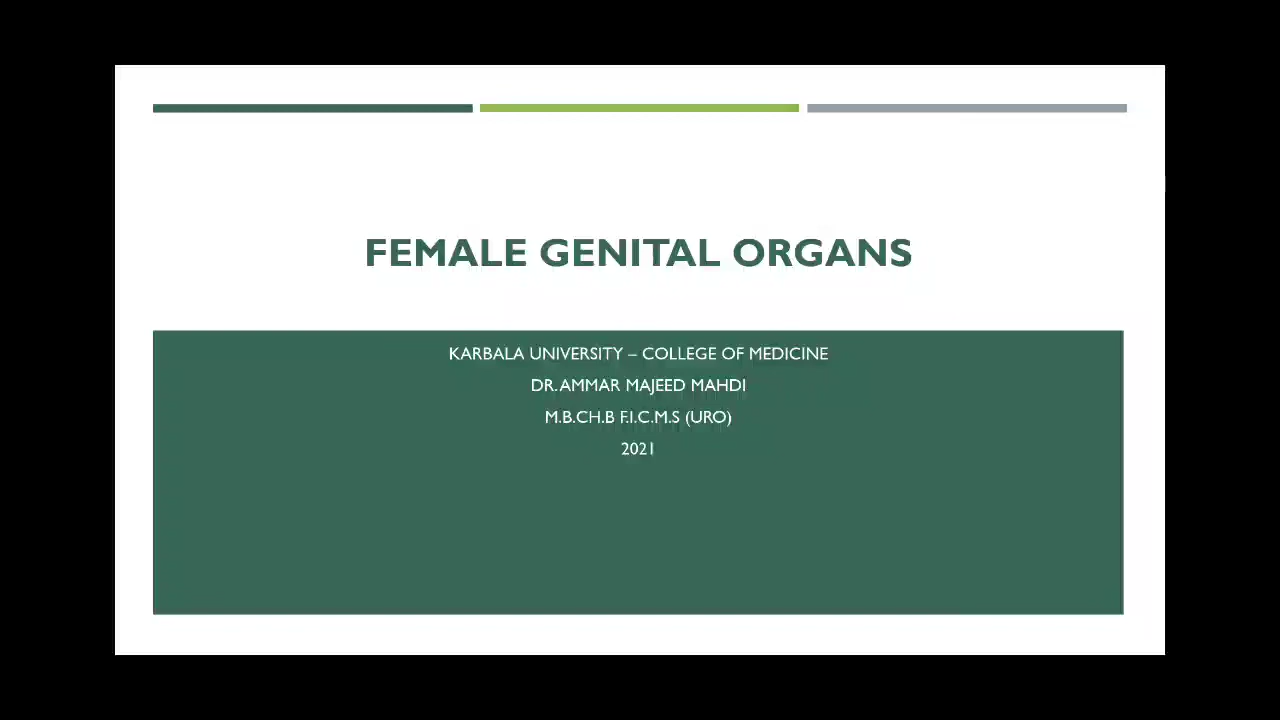 FEMALE GENITAL ORGANS
KARBALA UNIVERSITY – COLLEGE OF MEDICINE
DR. AMMAR MAJEED MAHDI
M.B.CH.B F.I.C.M.S (URO)
2021